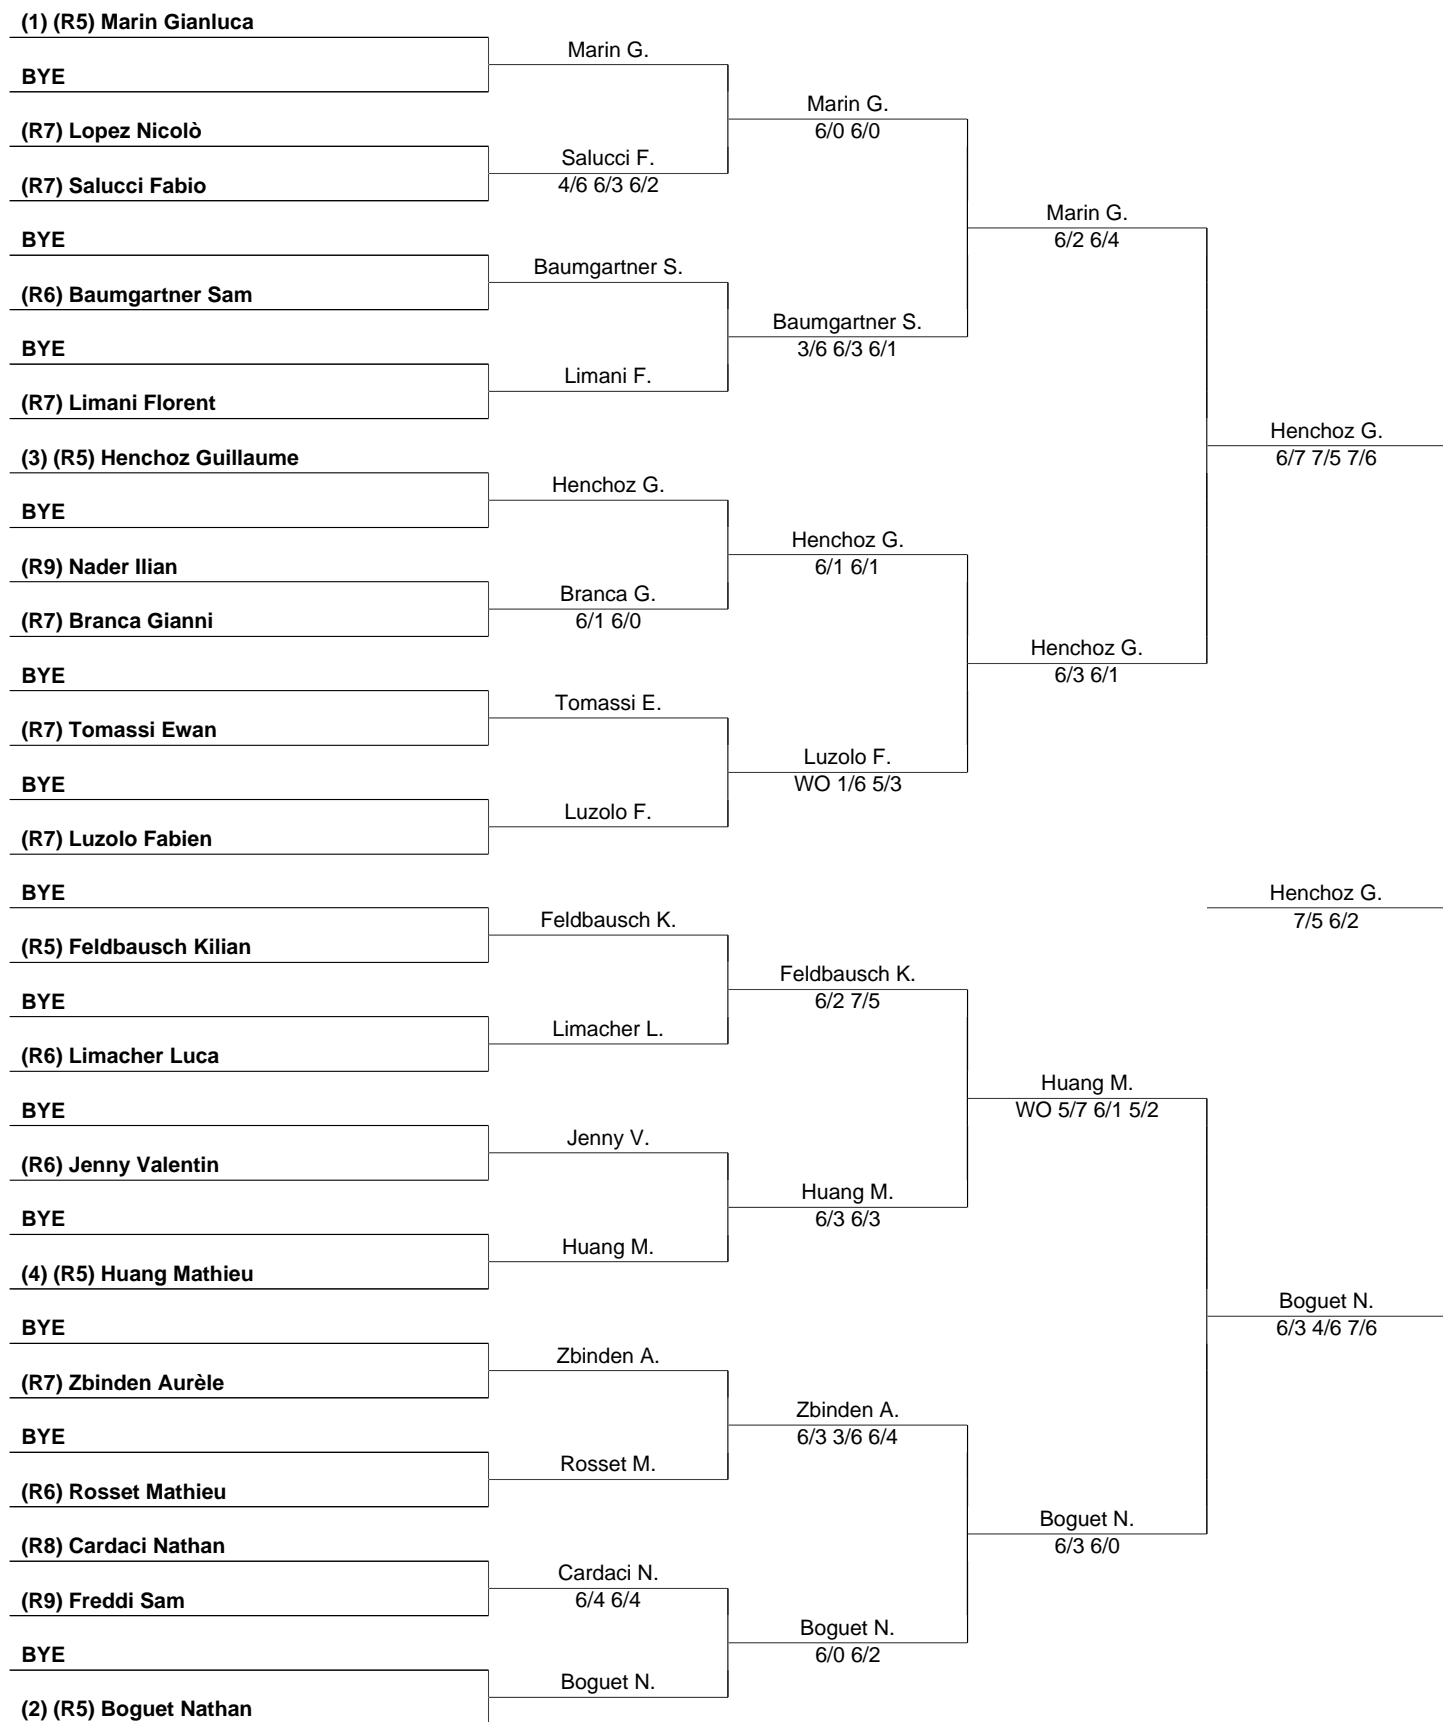 (1) (R5) Marin Gianluca
Marin G.
BYE
Marin G.
6/0 6/0
(R7) Lopez Nicolò
Salucci F.
4/6 6/3 6/2
(R7) Salucci Fabio
Marin G.
6/2 6/4
BYE
Baumgartner S.
(R6) Baumgartner Sam
Baumgartner S.
3/6 6/3 6/1
BYE
Limani F.
(R7) Limani Florent
Henchoz G.
6/7 7/5 7/6
(3) (R5) Henchoz Guillaume
Henchoz G.
BYE
Henchoz G.
6/1 6/1
(R9) Nader Ilian
Branca G.
6/1 6/0
(R7) Branca Gianni
Henchoz G.
6/3 6/1
BYE
Tomassi E.
(R7) Tomassi Ewan
Luzolo F.
WO 1/6 5/3
BYE
Luzolo F.
(R7) Luzolo Fabien
BYE
Henchoz G.
7/5 6/2
Feldbausch K.
(R5) Feldbausch Kilian
Feldbausch K.
6/2 7/5
BYE
Limacher L.
(R6) Limacher Luca
Huang M.
WO 5/7 6/1 5/2
BYE
Jenny V.
(R6) Jenny Valentin
Huang M.
6/3 6/3
BYE
Huang M.
(4) (R5) Huang Mathieu
Boguet N.
6/3 4/6 7/6
BYE
Zbinden A.
(R7) Zbinden Aurèle
Zbinden A.
6/3 3/6 6/4
BYE
Rosset M.
(R6) Rosset Mathieu
Boguet N.
6/3 6/0
(R8) Cardaci Nathan
Cardaci N.
6/4 6/4
(R9) Freddi Sam
Boguet N.
6/0 6/2
BYE
Boguet N.
(2) (R5) Boguet Nathan